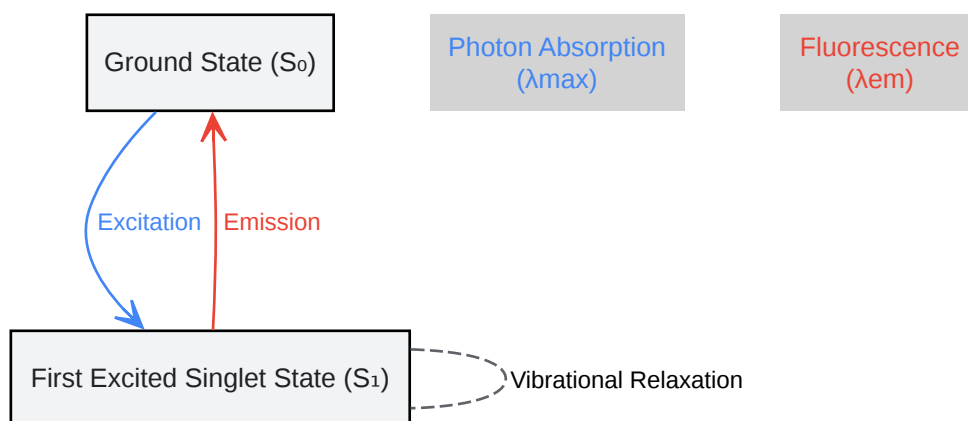 Ground State (S₀)
Photon Absorption
(λmax)
Fluorescence
(λem)
Excitation
Emission
First Excited Singlet State (S₁)
Vibrational Relaxation